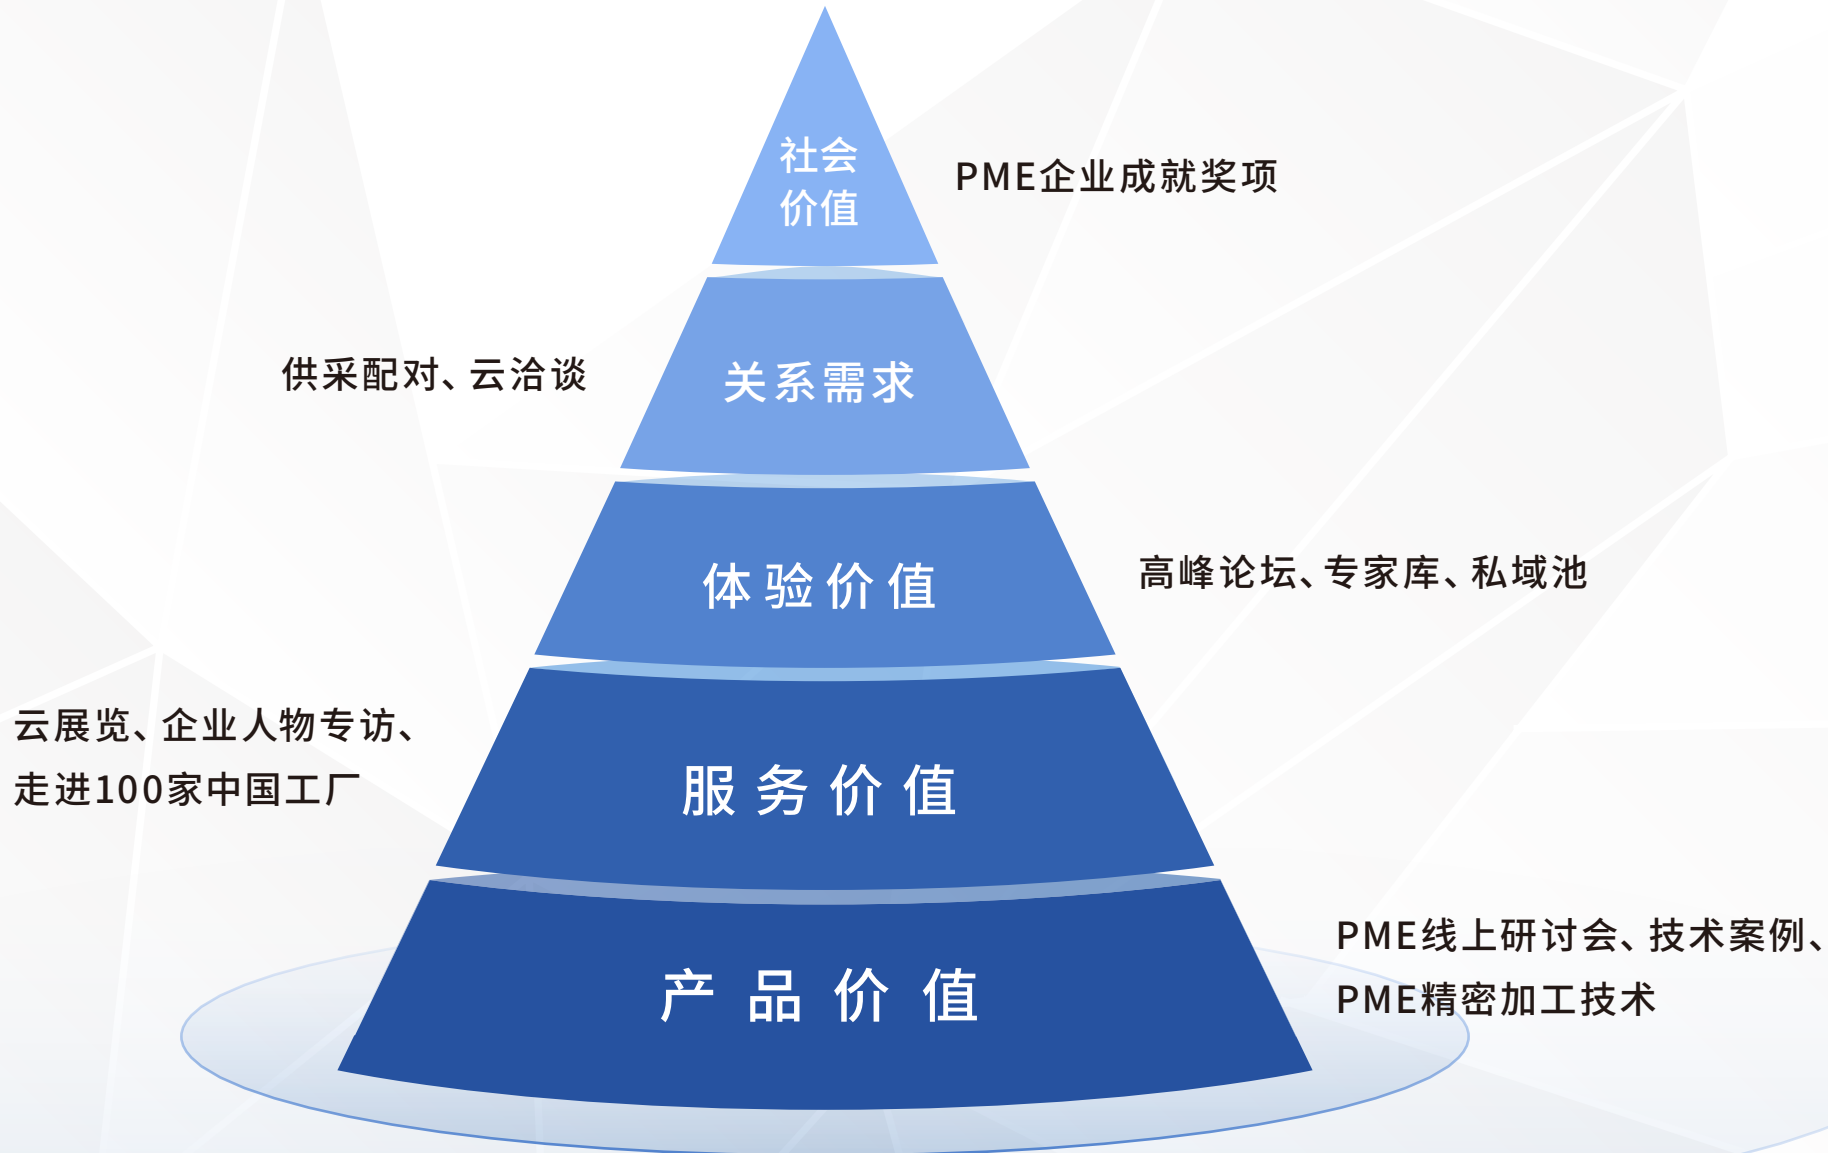 社会
价值
PME企业成就奖项
供采配对、云洽谈
关系需求
体验价值
高峰论坛、专家库、私域池
云展览、企业人物专访、
走进100家中国工厂
服务价值
产品价值
PME线上研讨会、技术案例、
PME精密加工技术